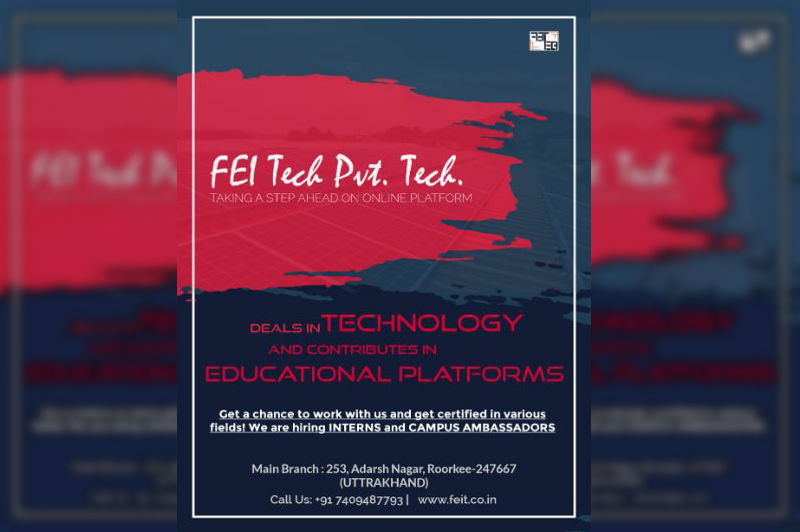 FEI Tech Pvt. Tech.
TAKING A STEP AHEAD ON ONLINE PLATFORM
DEALS IN TECHNOLOGY
AND CONTRIBUTES IN
EDUCATIONAL PLATFORMS
Get a chance to work with us and get certified in various
fields! We are hiring INTERNS and CAMPUS AMBASSADORS
Main Branch : 253, Adarsh Nagar, Roorkee-247667
(UTTRAKHAND)
Call Us: +91 7409487793 | www.feit.co.in